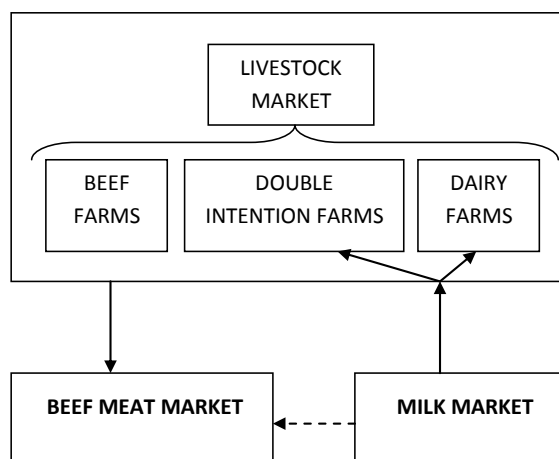 LIVESTOCK
MARKET
BEEF
FARMS
DOUBLE
INTENTION FARMS
DAIRY
FARMS
BEEF MEAT MARKET
MILK MARKET